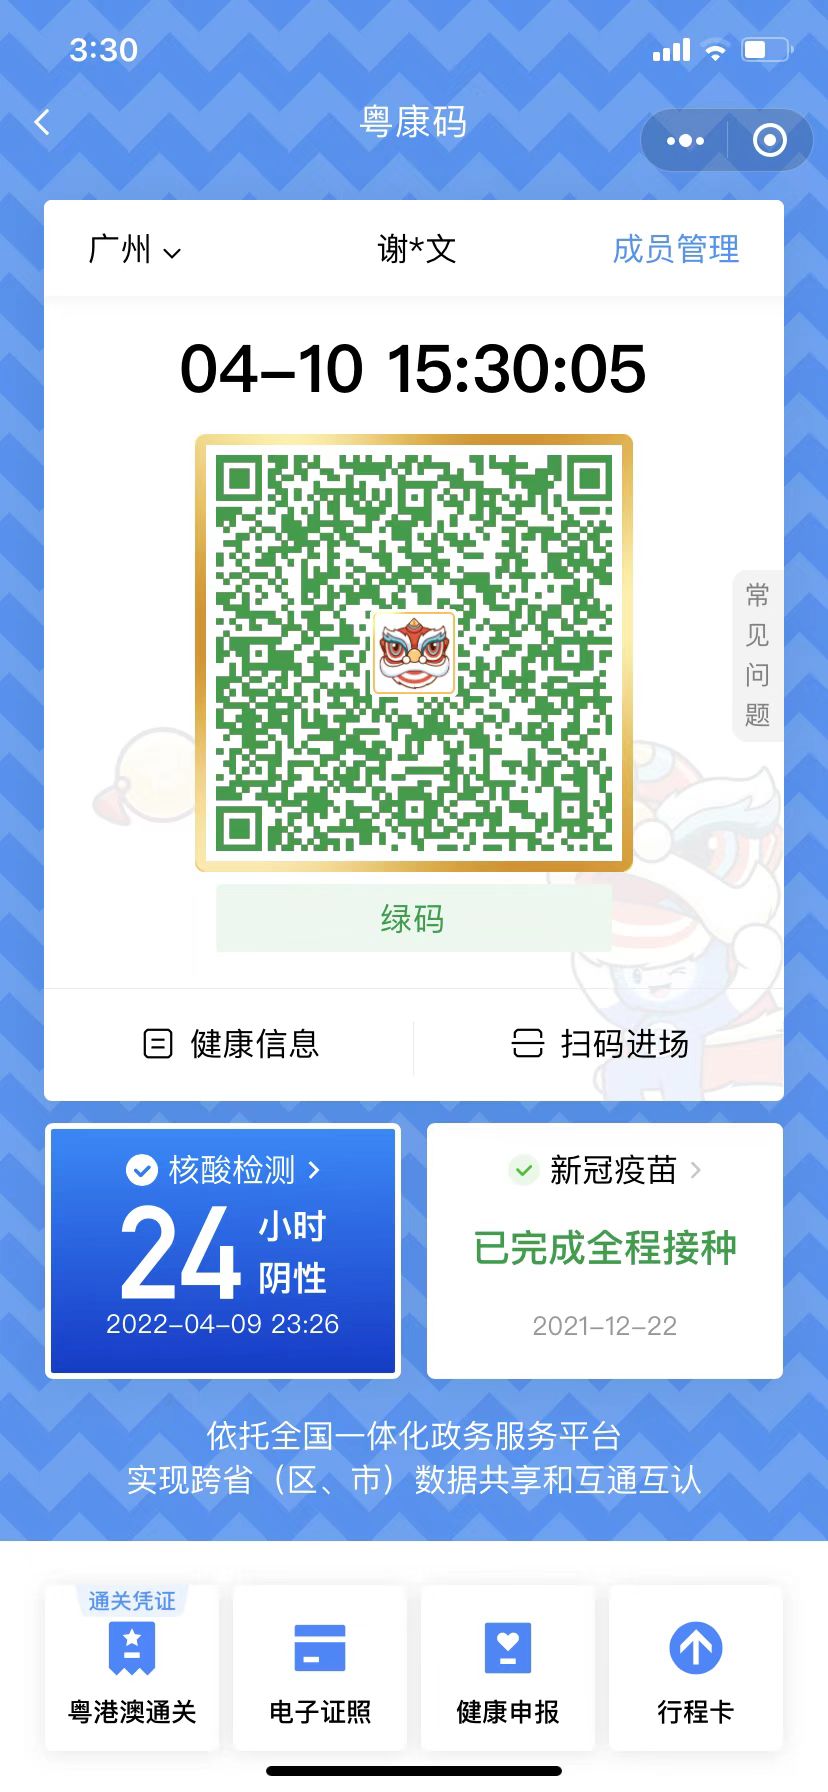 3:30
粤康码
广州
谢*文
成员管理
04-10 15:30:05
常见问题
绿码
健康信息
扫码进场
核酸检测
24 小时
阴性
2022-04-09 23:26
新冠疫苗
已完成全程接种
2021-12-22
依托全国一体化政务服务平台
实现跨省（区、市）数据共享和互通互认
通关凭证
粤港澳通关
电子证照
健康申报
行程卡